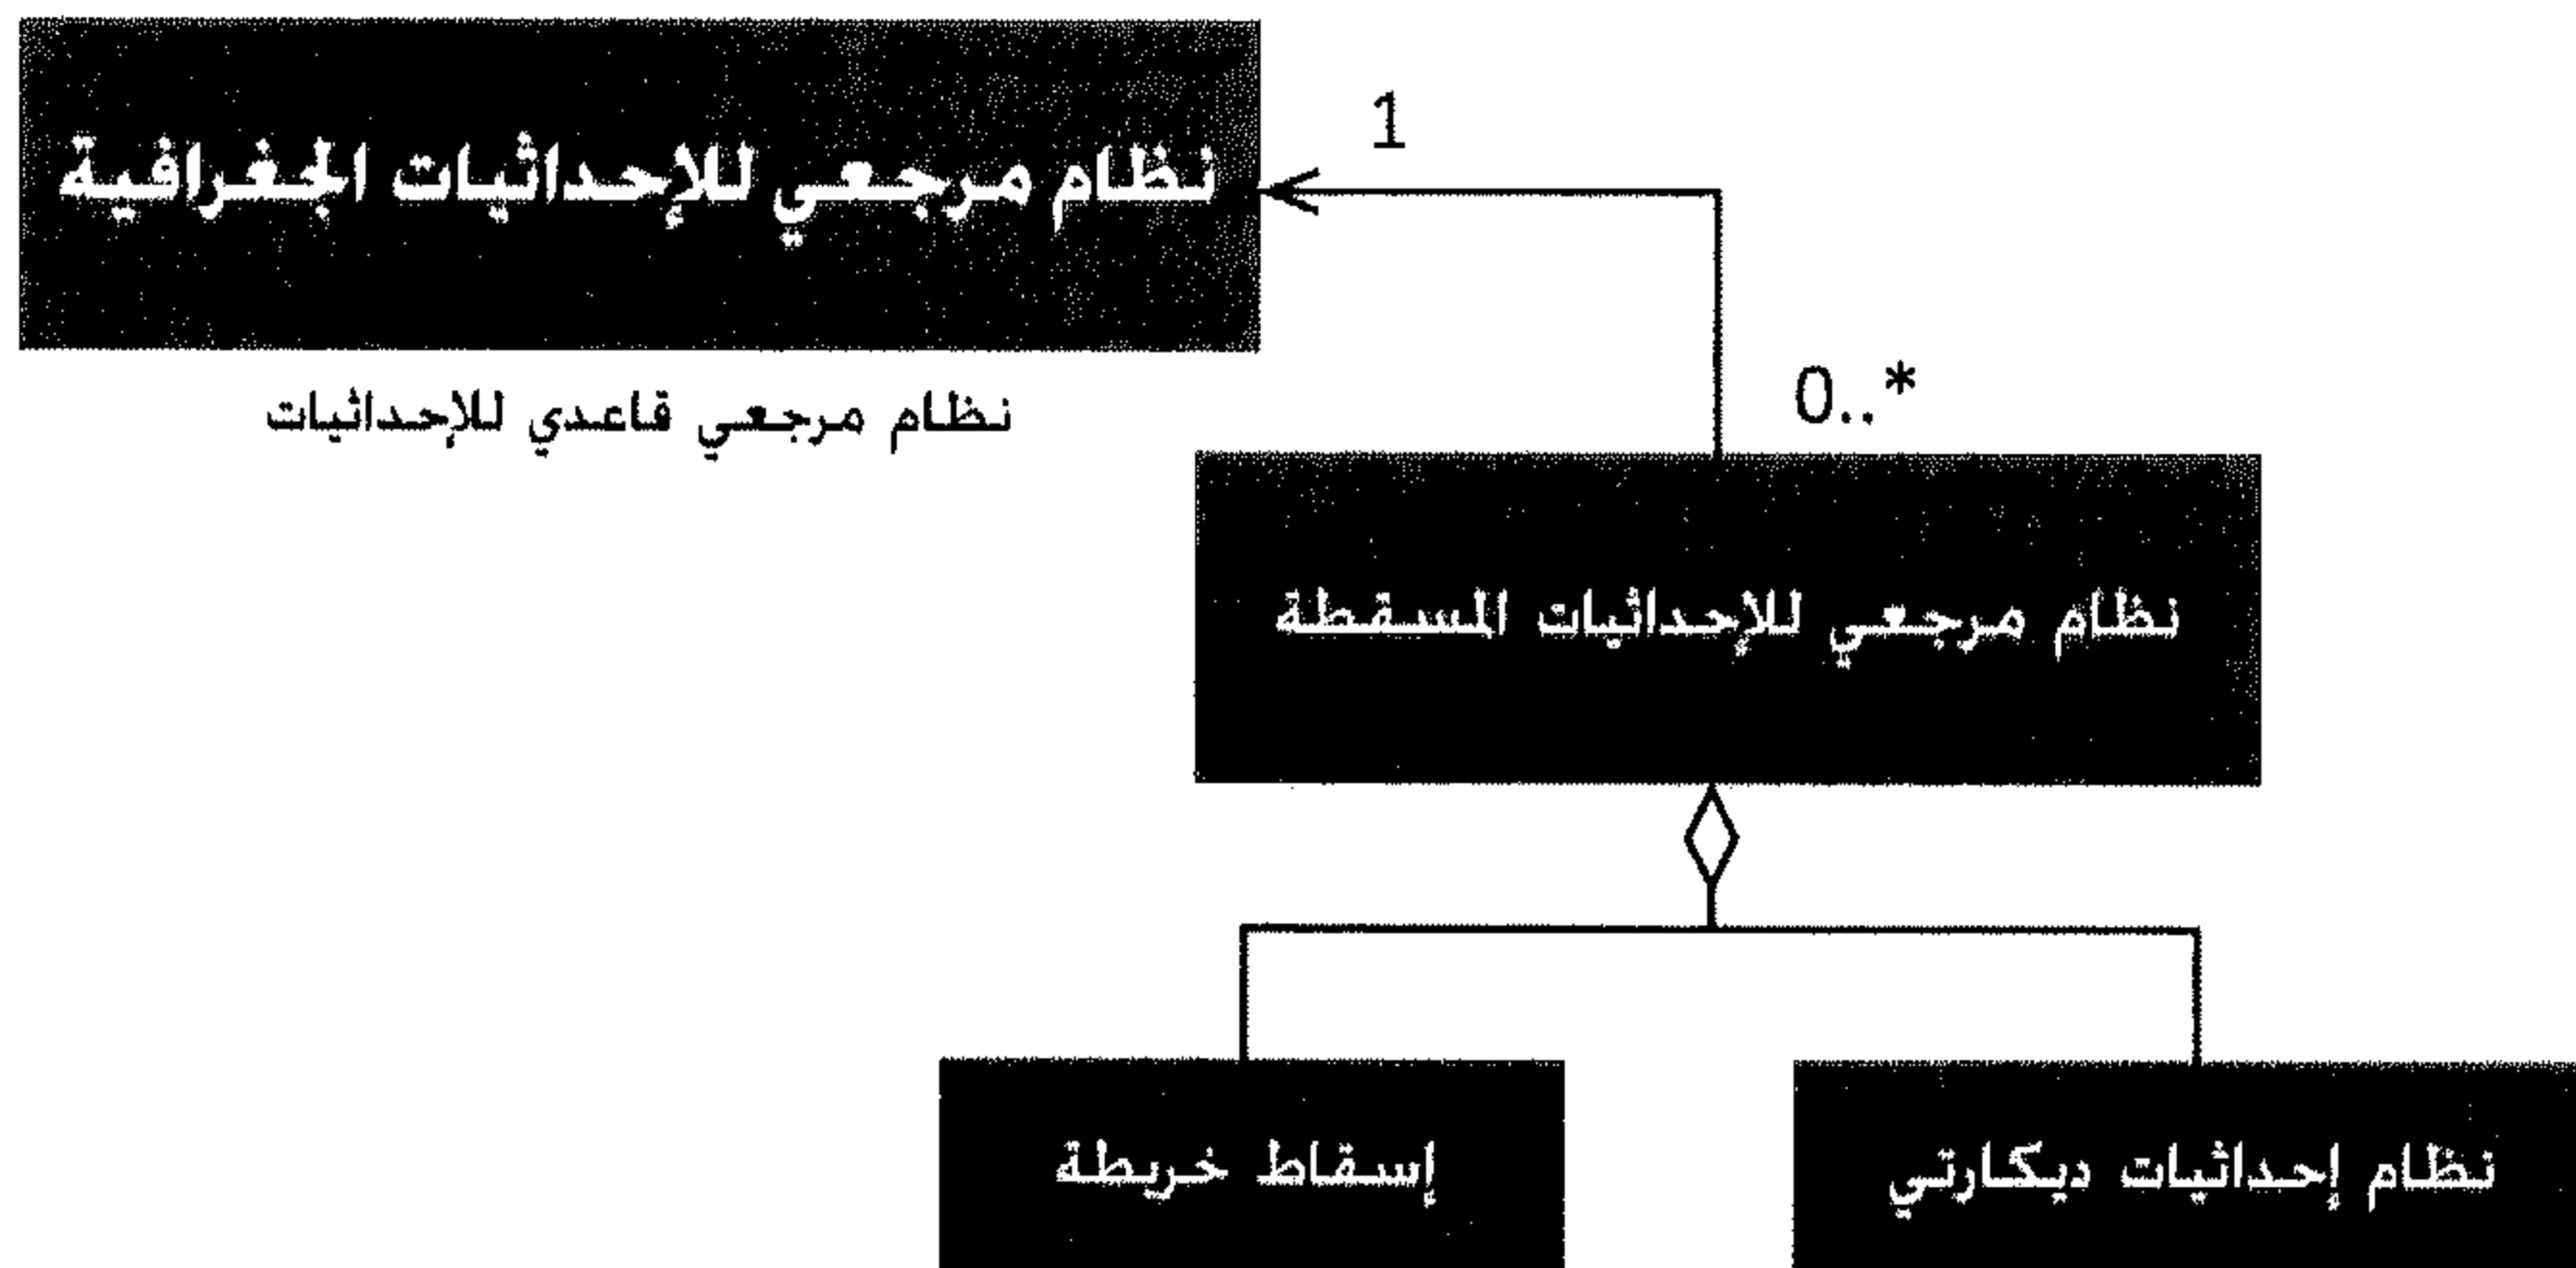 نظام مرجعي للإحداثيات الجغرافية
1
نظام مرجعي قاعدي للإحداثيات
0..*
نظام مرجعي للإحداثيات المسقطة
نظام إحداثيات ديكارتي
إسقاط خريطة